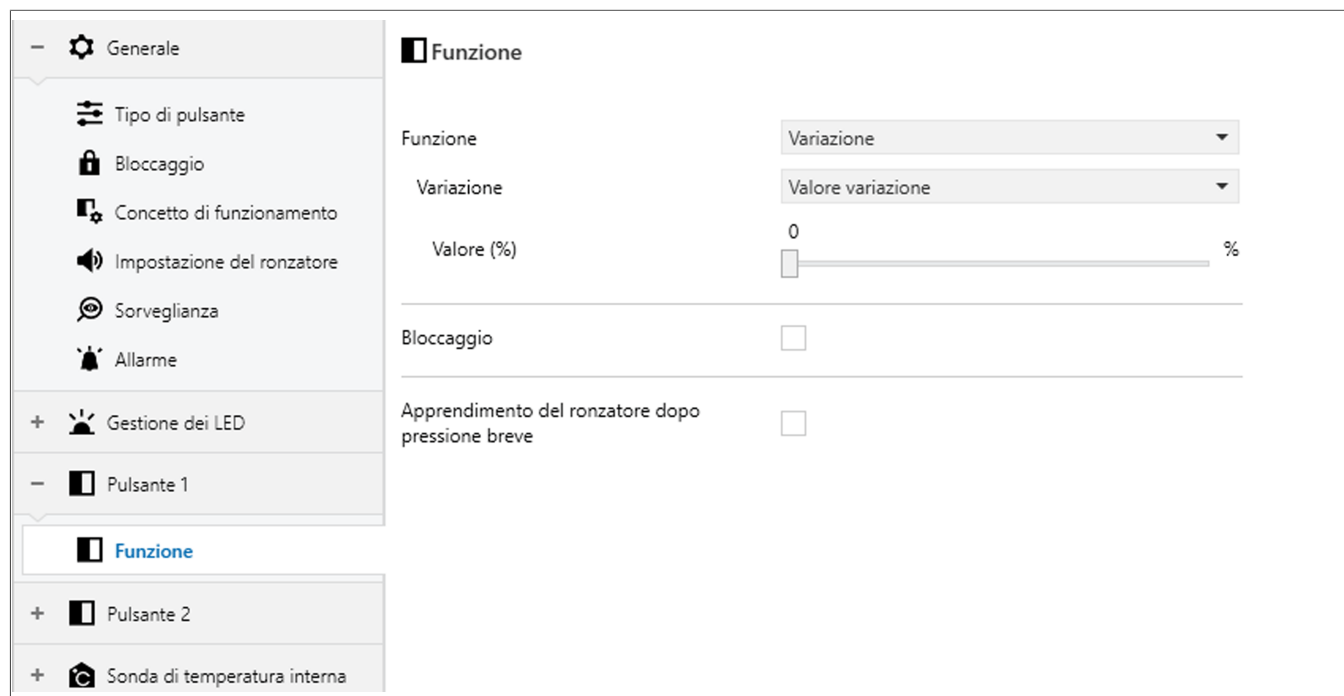 Generale
Tipo di pulsante
Bloccaggio
Concetto di funzionamento
Impostazione del ronzatore
Sorveglianza
Allarme
Gestione dei LED
Pulsante 1
Funzione
Pulsante 2
Sonda di temperatura interna
Funzione
Funzione Variazione
Variazione Valore variazione
0
Valore (%) %
Bloccaggio
Apprendimento del ronzatore dopo
pressione breve